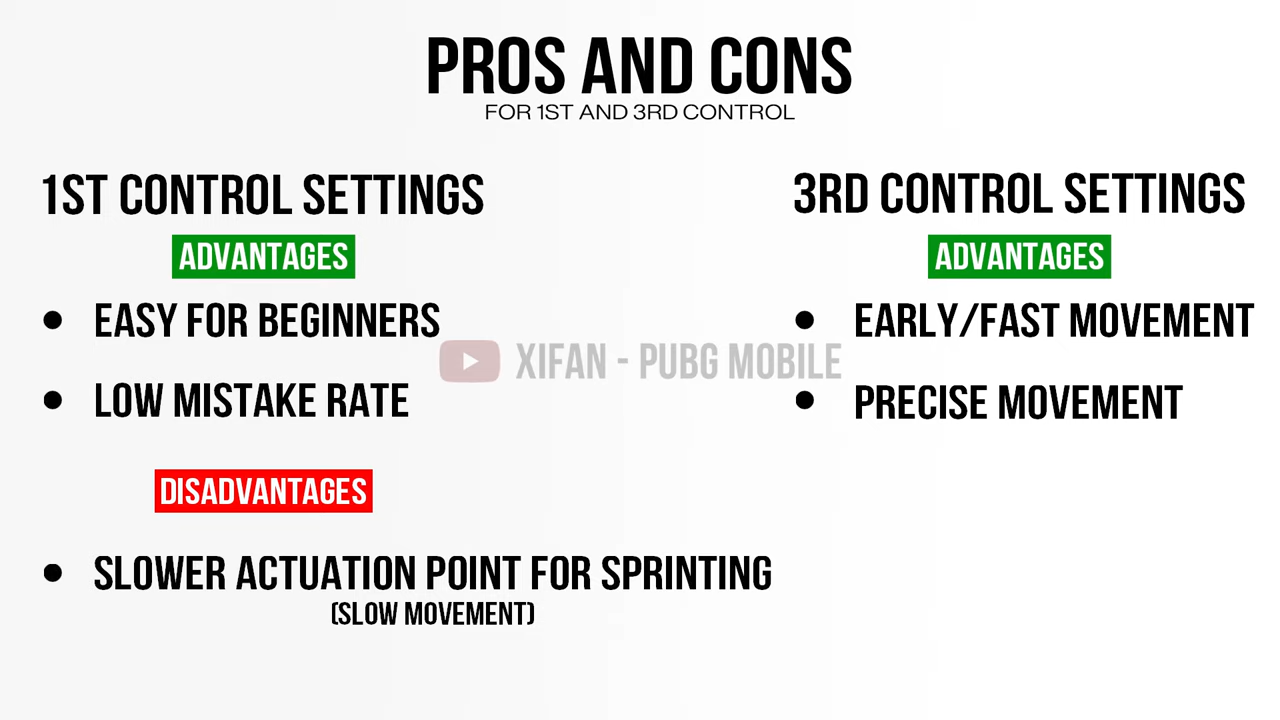 PROS AND CONS
FOR 1ST AND 3RD CONTROL
1ST CONTROL SETTINGS
ADVANTAGES
• EASY FOR BEGINNERS
• LOW MISTAKE RATE
DISADVANTAGES
• SLOWER ACTUATION POINT FOR SPRINTING
(SLOW MOVEMENT)
XIFAN - PUBG MOBILE
3RD CONTROL SETTINGS
ADVANTAGES
• EARLY/FAST MOVEMENT
• PRECISE MOVEMENT